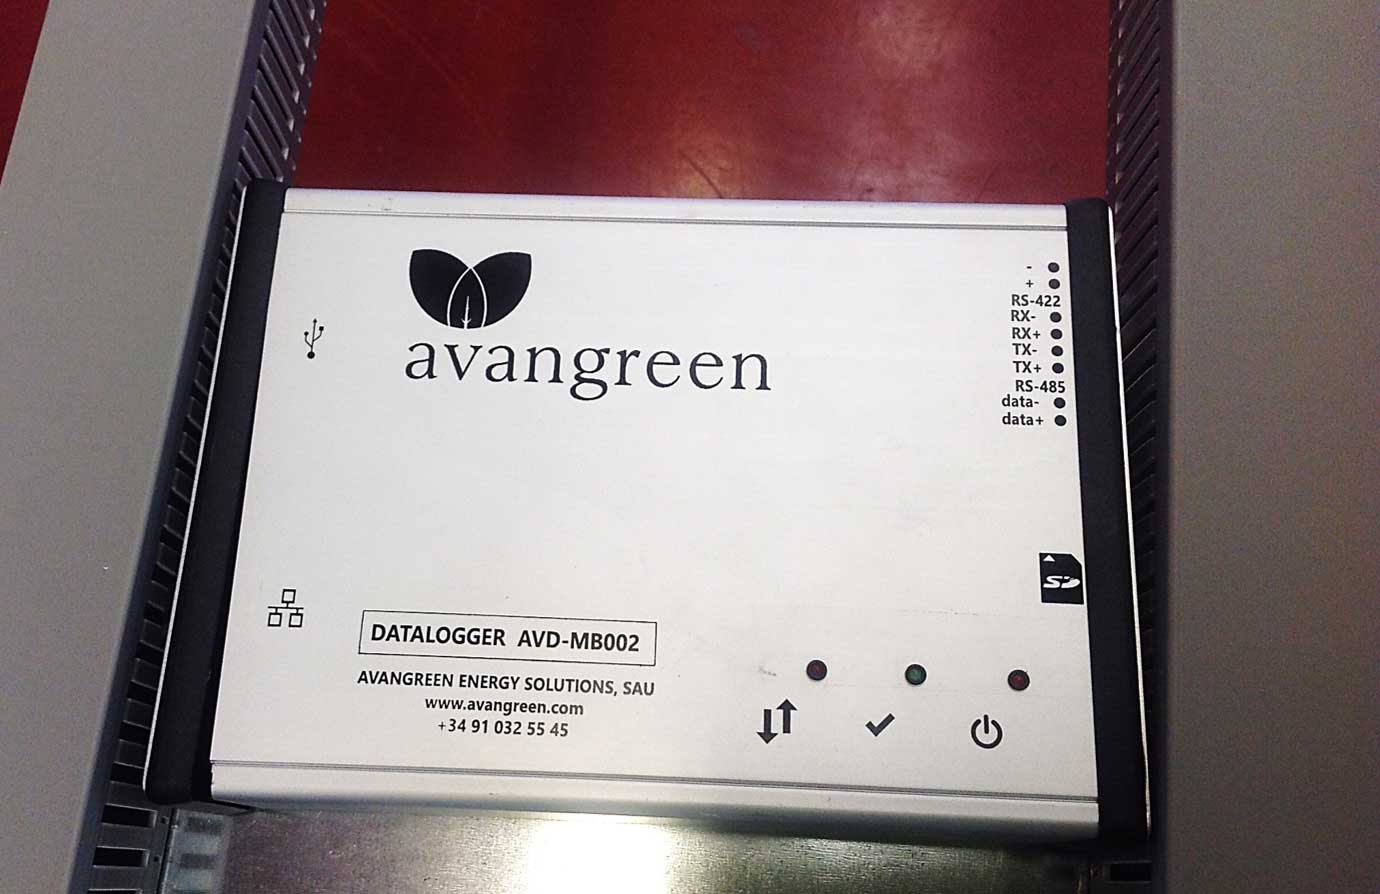 avangreen
-
+
RS-422
RX-
RX+
TX-
TX+
RS-485
data-
data+
SD
DATALOGGER AVD-MB002
AVANGREEN ENERGY SOLUTIONS, SAU
www.avangreen.com
+34 91 032 55 45